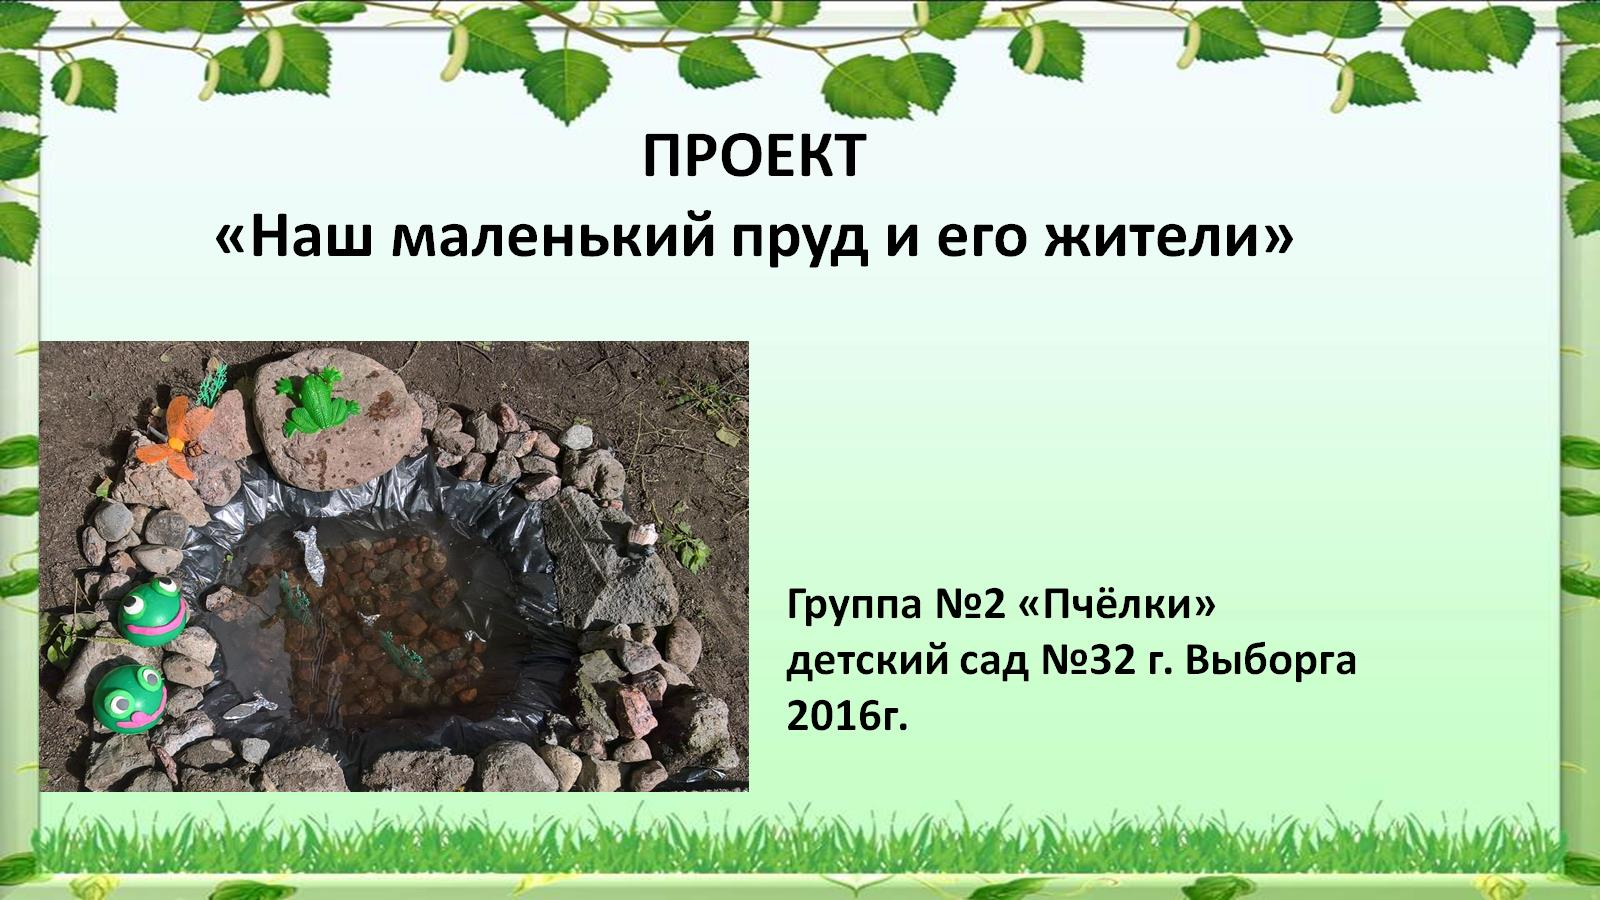 ПРОЕКТ
«Наш маленький пруд и его жители»
Группа №2 «Пчёлки»
детский сад №32 г. Выборга
2016г.